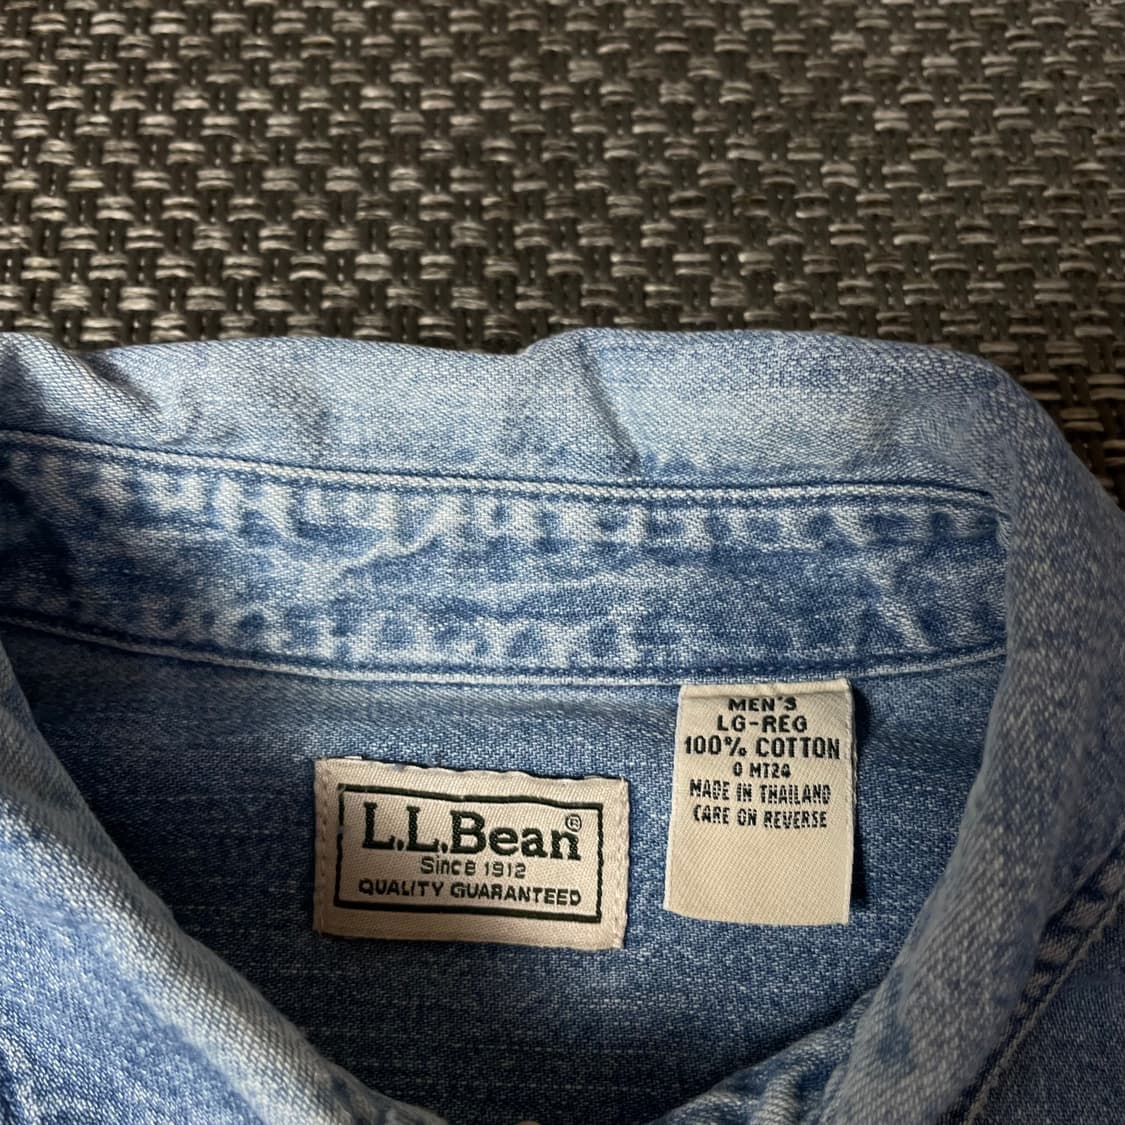 L.L.Bean®
Since 1912
QUALITY GUARANTEED
MEN'S
LG-REG
100% COTTON
0 MT24
MADE IN THAILAND
CARE ON REVERSE